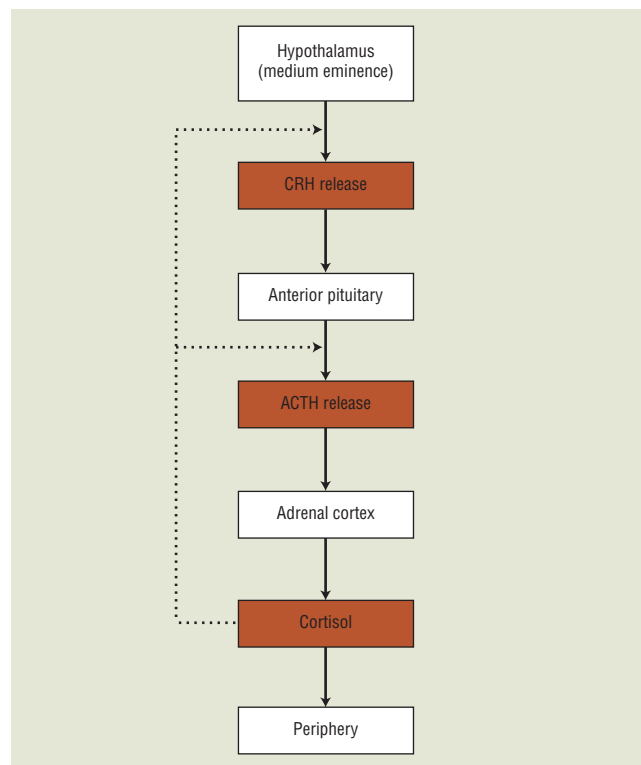 Hypothalamus
(medium eminence)
CRH release
Anterior pituitary
ACTH release
Adrenal cortex
Cortisol
Periphery